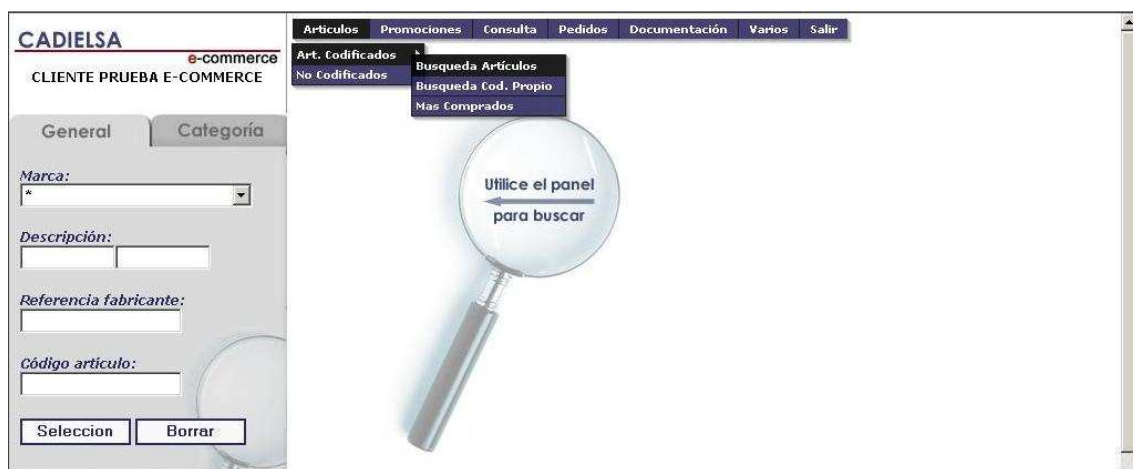 CADIELSA
e-commerce
CLIENTE PRUEBA E-COMMERCE
Articulos Promociones Consulta Pedidos Documentación Varios Salir
Art. Codificados
No Codificados
Busqueda Artículos
Busqueda Cod. Propio
Mas Comprados
General Categoría
Marca:
*
Descripción:
Referencia fabricante:
Código artículo:
Seleccion Borrar
Utilice el panel
para buscar